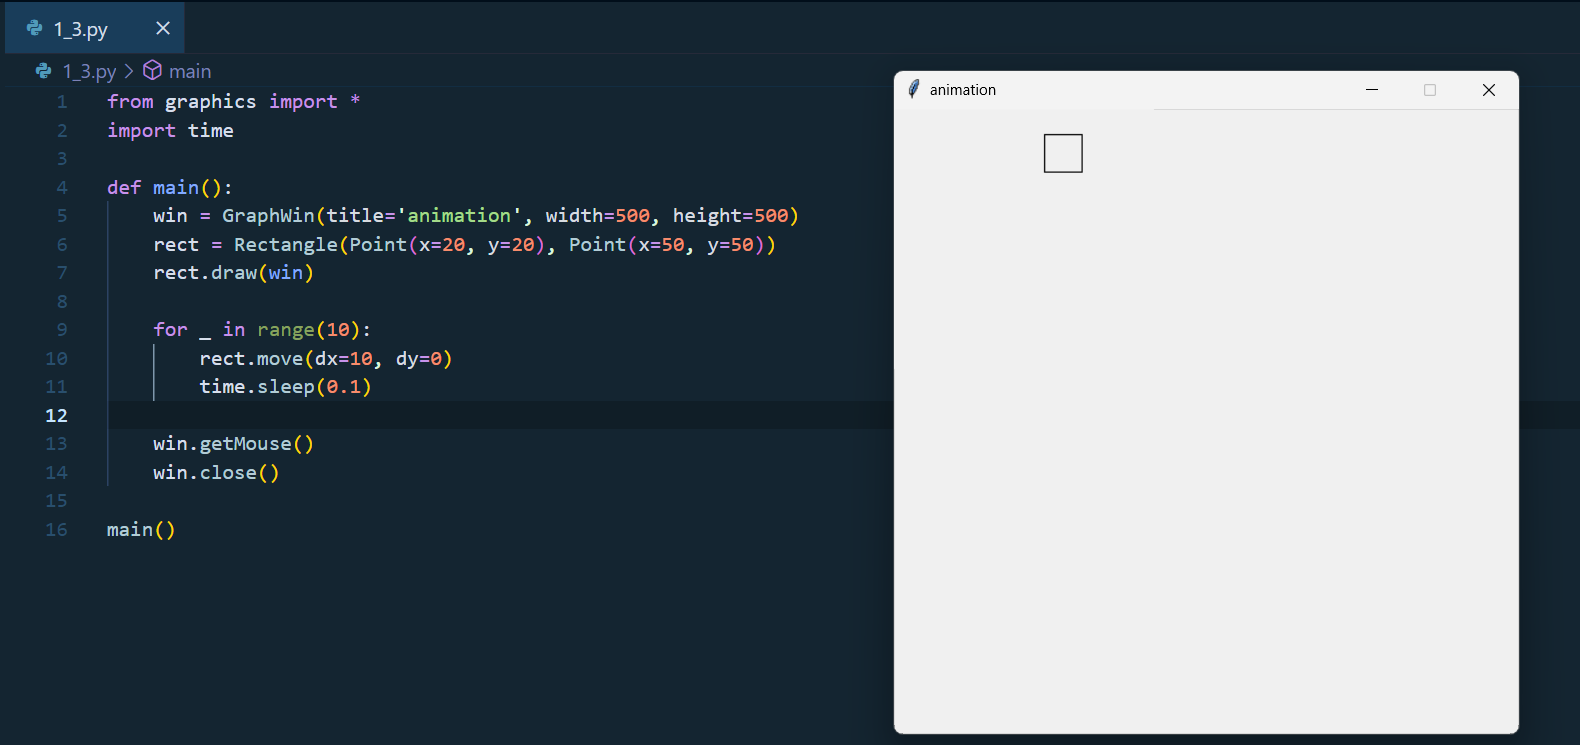 1_3.py
1_3.py > main
1 from graphics import *
2 import time
3
4 def main():
5     win = GraphWin(title='animation', width=500, height=500)
6     rect = Rectangle(Point(x=20, y=20), Point(x=50, y=50))
7     rect.draw(win)
8
9     for _ in range(10):
10         rect.move(dx=10, dy=0)
11         time.sleep(0.1)
12
13     win.getMouse()
14     win.close()
15
16 main()
animation